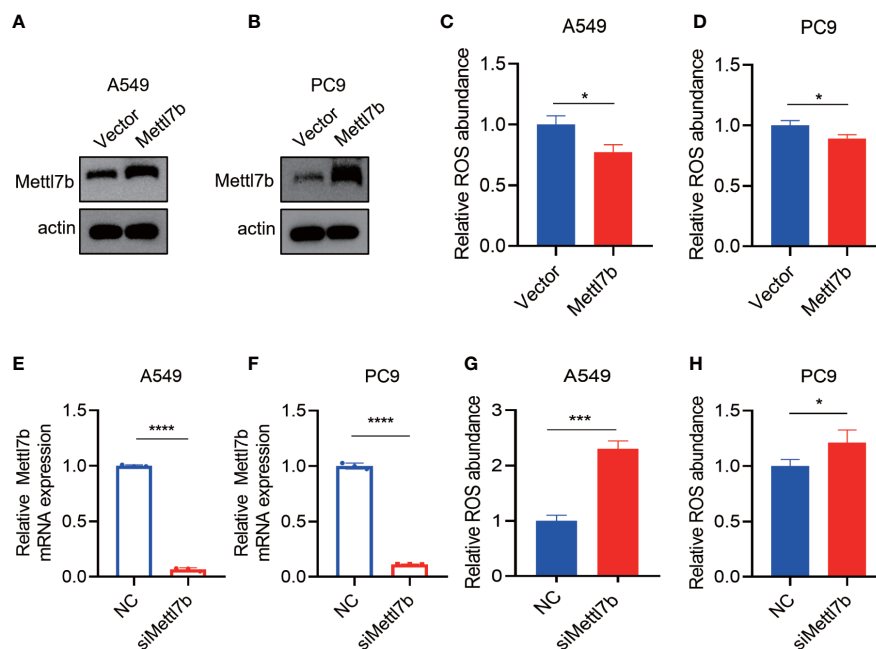 A
A549
Vector
Mettl7b
Mettl7b
actin
B
PC9
Vector
Mettl7b
Mettl7b
actin
C
A549
Relative ROS abundance
1.5
1.0
0.5
0.0
*
Vector
Mettl7b
D
PC9
Relative ROS abundance
1.5
1.0
0.5
0.0
*
Vector
Mettl7b
E
A549
Relative Mettl7b
mRNA expression
1.5
1.0
0.5
0.0
****
NC
siMettl7b
F
PC9
Relative Mettl7b
mRNA expression
1.5
1.0
0.5
0.0
****
NC
siMettl7b
G
A549
Relative ROS abundance
3
2
1
0
***
NC
siMettl7b
H
PC9
Relative ROS abundance
1.5
1.0
0.5
0.0
*
NC
siMettl7b